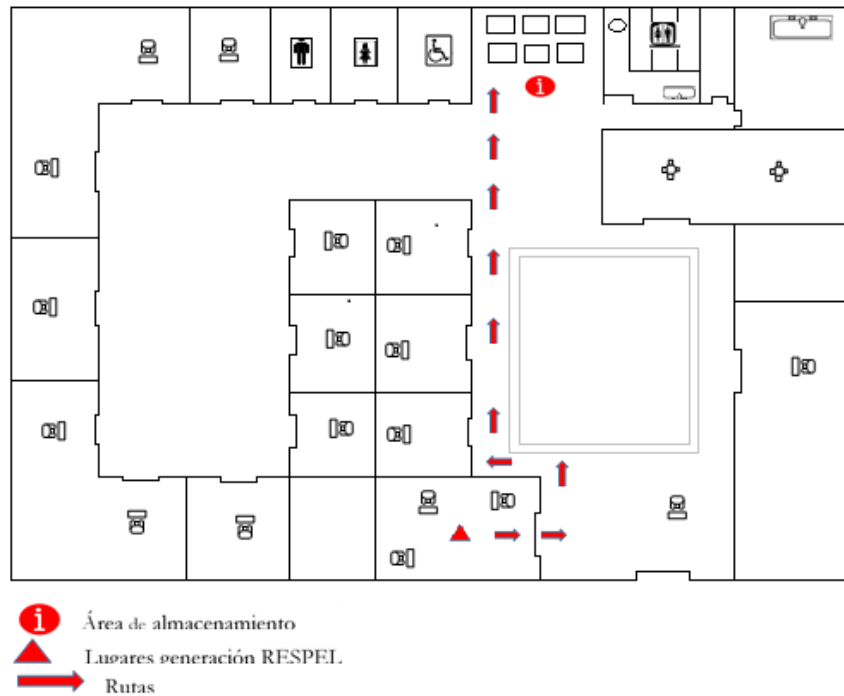 i
i
Área de almacenamiento
Lugares generación RESPEL
Rutas